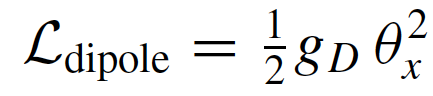 ℒ_dipole = ½ g_D θ_x²